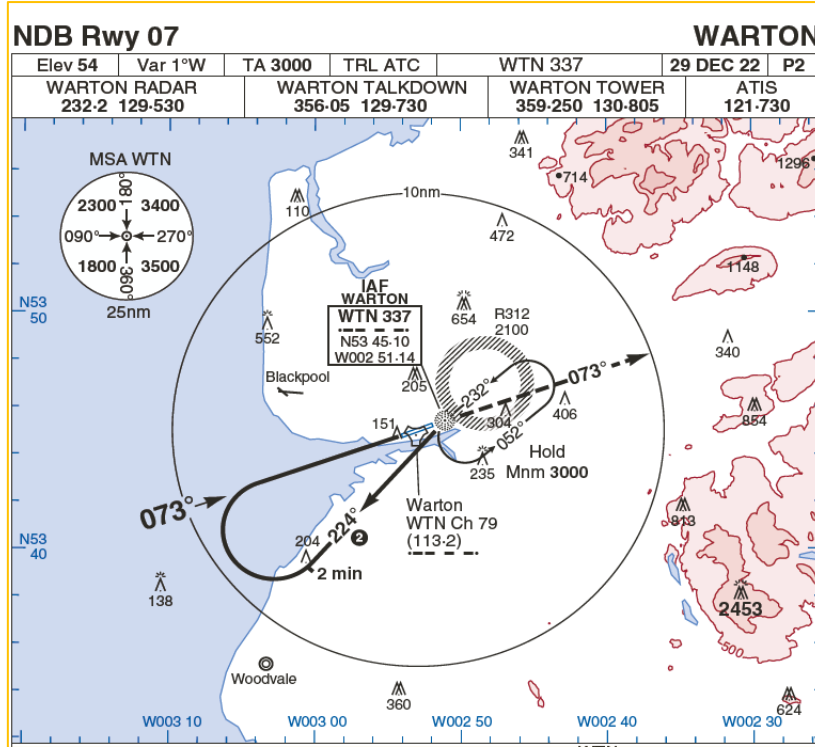 NDB Rwy 07 WARTON
Elev 54 Var 1°W TA 3000 TRL ATC WTN 337 29 DEC 22 P2
WARTON RADAR WARTON TALKDOWN WARTON TOWER ATIS
232·2 129·530 356·05 129·730 359·250 130·805 121·730
MSA WTN
180°
2300 3400
090° 270°
1800 3500
360°
25nm
341
714
1296
110
10nm
472
1148
IAF
WARTON
WTN 337
N53 45·10
W002 51·14
N53
50
552
654
R312
2100
340
Blackpool
205
232°
073°
151
304
406
854
052°
235
Hold
Mnm 3000
073°
224°
2
Warton
WTN Ch 79
(113·2)
813
N53
40
204
2 min
138
2453
500
Woodvale
360
624
W003 10 W003 00 W002 50 W002 40 W002 30